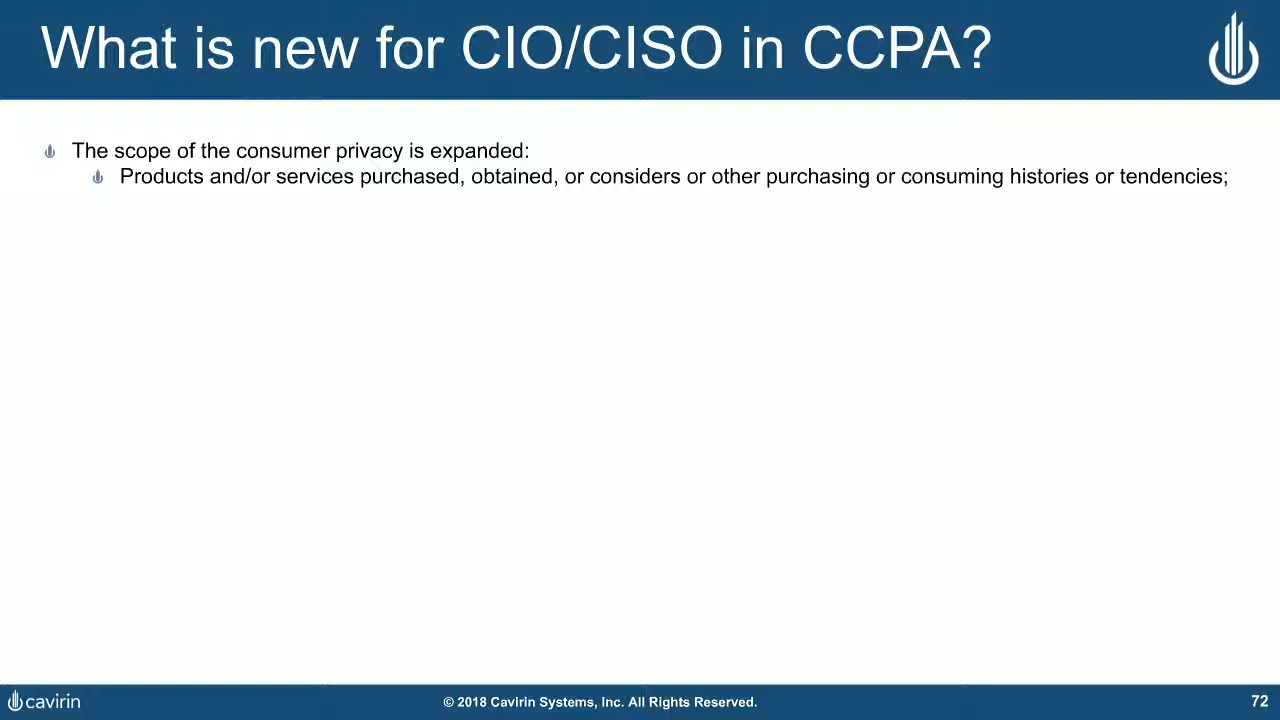 What is new for CIO/CISO in CCPA?
The scope of the consumer privacy is expanded:
Products and/or services purchased, obtained, or considers or other purchasing or consuming histories or tendencies;
cavirin
© 2018 Cavirin Systems, Inc. All Rights Reserved.
72